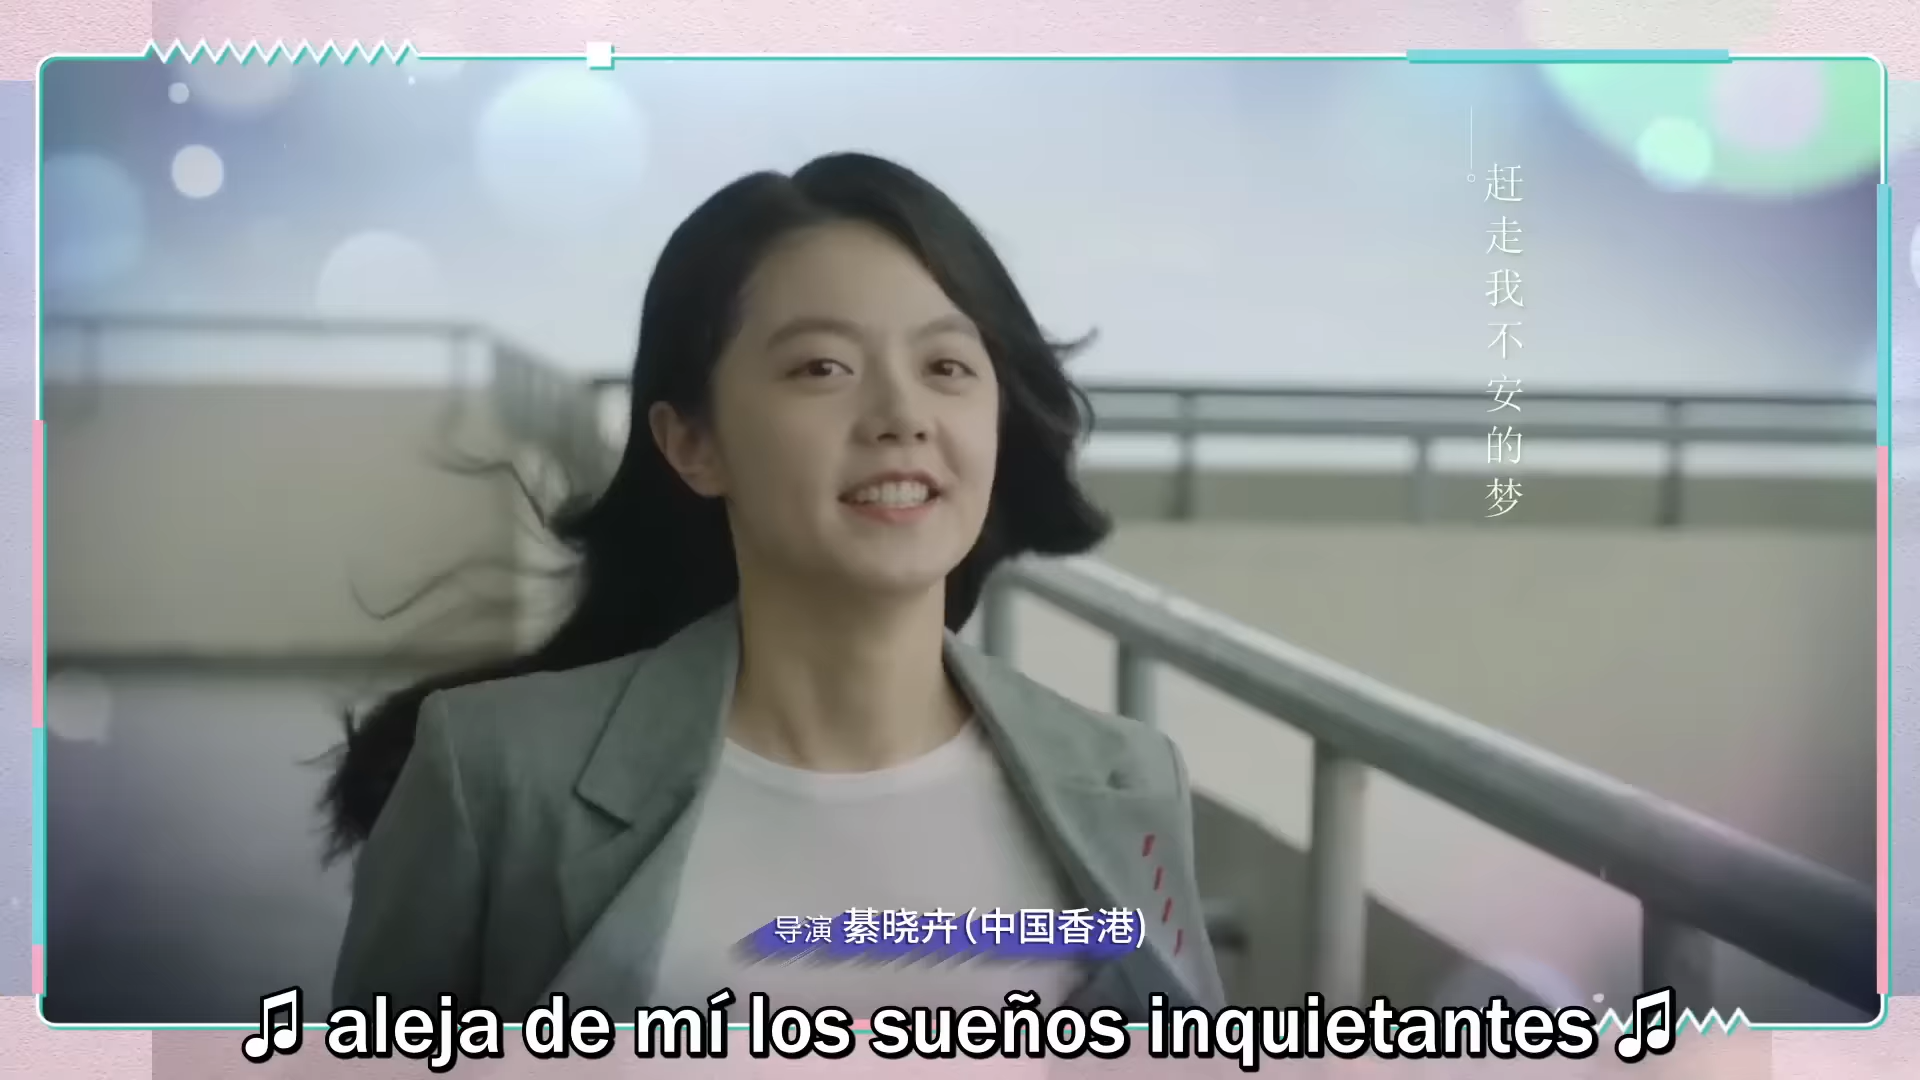 赶走我不安的梦
导演 綦晓卉(中国香港)
♫ aleja de mí los sueños inquietantes ♫